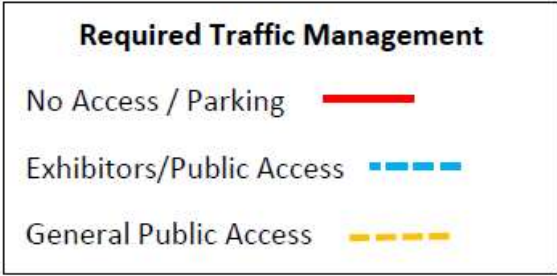 Required Traffic Management
No Access / Parking
Exhibitors/Public Access
General Public Access